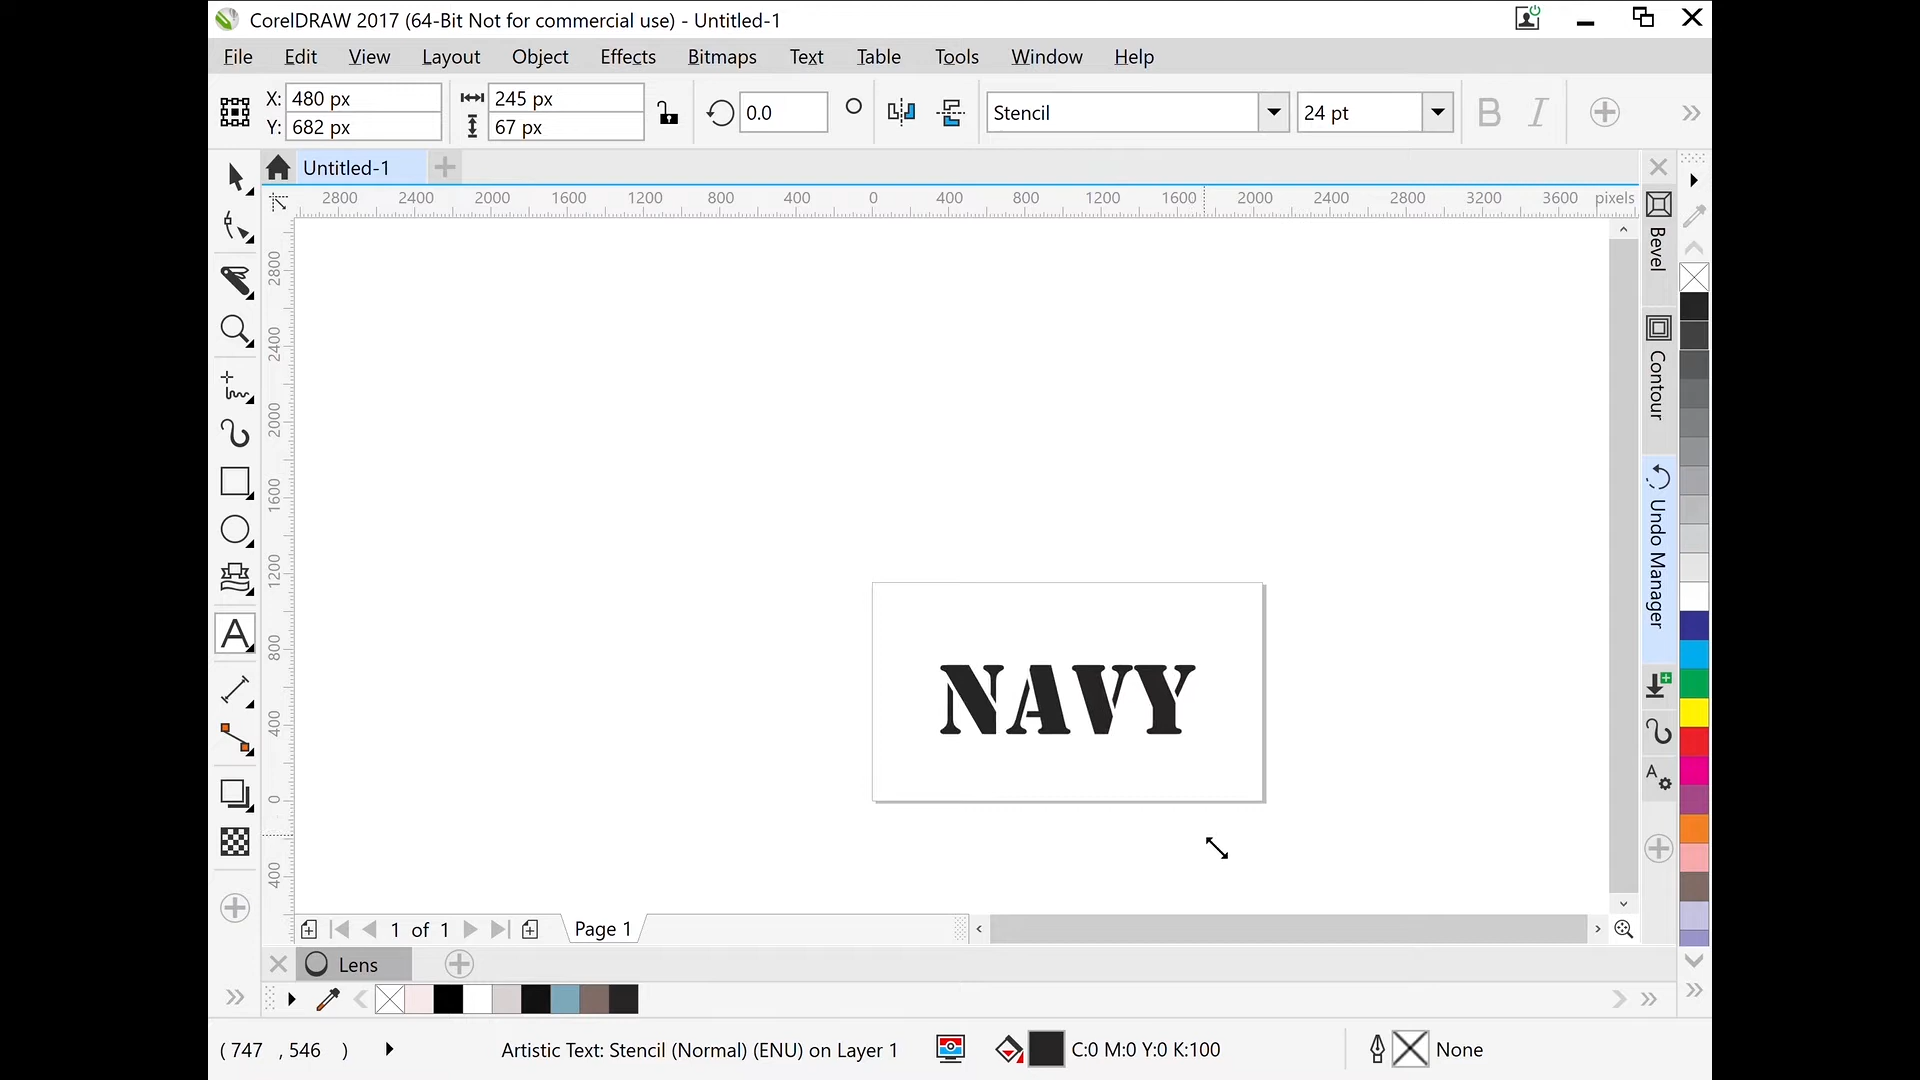 CorelDRAW 2017 (64-Bit Not for commercial use) - Untitled-1
File Edit View Layout Object Effects Bitmaps Text Table Tools Window Help
X: 480 px 245 px 0.0 Stencil 24 pt B I
Y: 682 px 67 px
Untitled-1
2800 2400 2000 1600 1200 800 400 0 400 800 1200 1600 2000 2400 2800 3200 3600 pixels
2800
2400
2000
1600
1200
800
400
0
400
Bevel
Contour
Undo Manager
A
NAVY
1 of 1 Page 1
Lens
( 747 , 546 ) Artistic Text: Stencil (Normal) (ENU) on Layer 1 C:0 M:0 Y:0 K:100 None